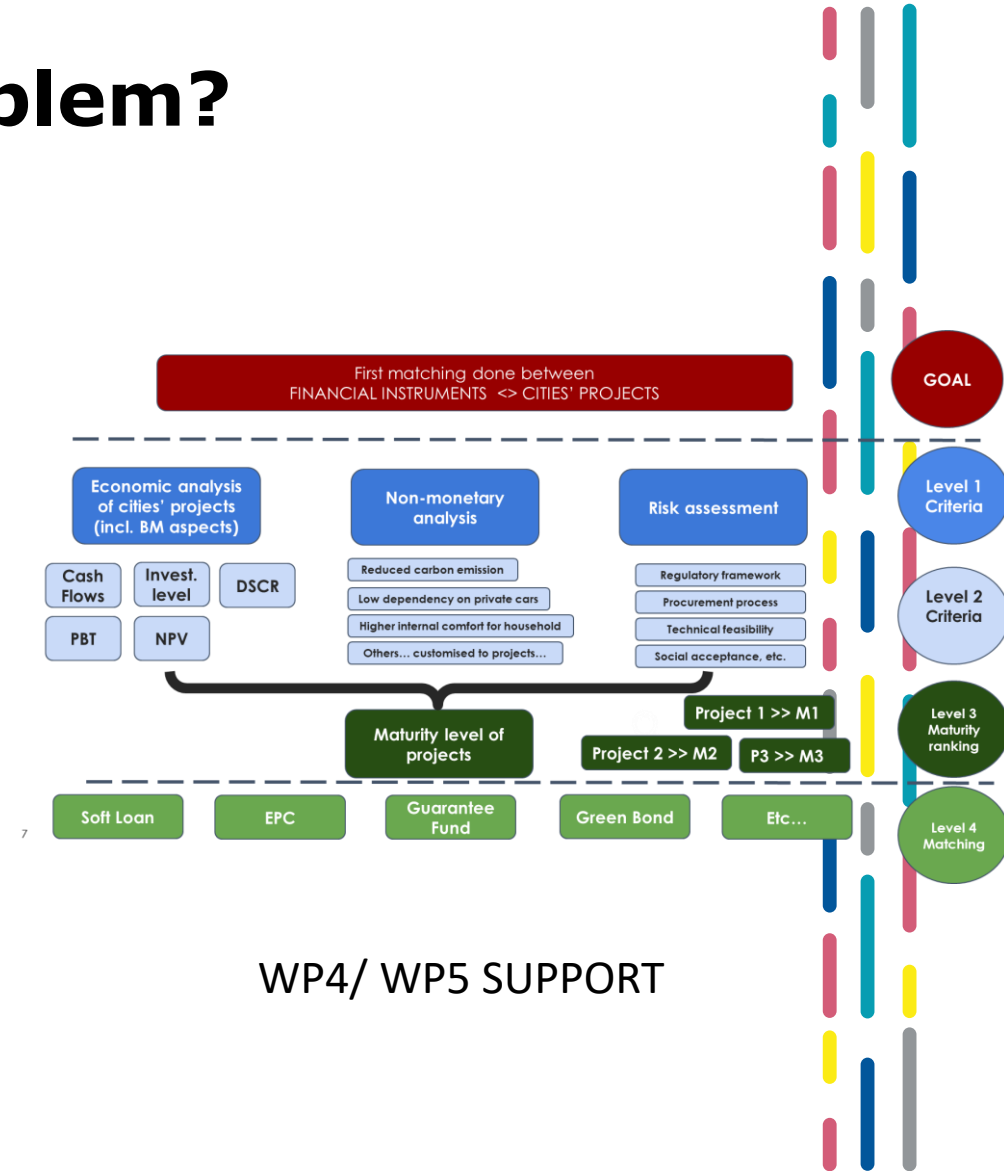 blem?
First matching done between
FINANCIAL INSTRUMENTS <> CITIES' PROJECTS
GOAL
Economic analysis
of cities' projects
(incl. BM aspects)
Non-monetary
analysis
Risk assessment
Level 1
Criteria
Cash
Flows
Invest.
level
DSCR
PBT
NPV
Reduced carbon emission
Low dependency on private cars
Higher internal comfort for household
Others... customised to projects...
Regulatory framework
Procurement process
Technical feasibility
Social acceptance, etc.
Level 2
Criteria
Maturity level of
projects
Project 1 >> M1
Project 2 >> M2
P3 >> M3
Level 3
Maturity
ranking
Soft Loan
EPC
Guarantee
Fund
Green Bond
Etc...
Level 4
Matching
7
WP4/ WP5 SUPPORT